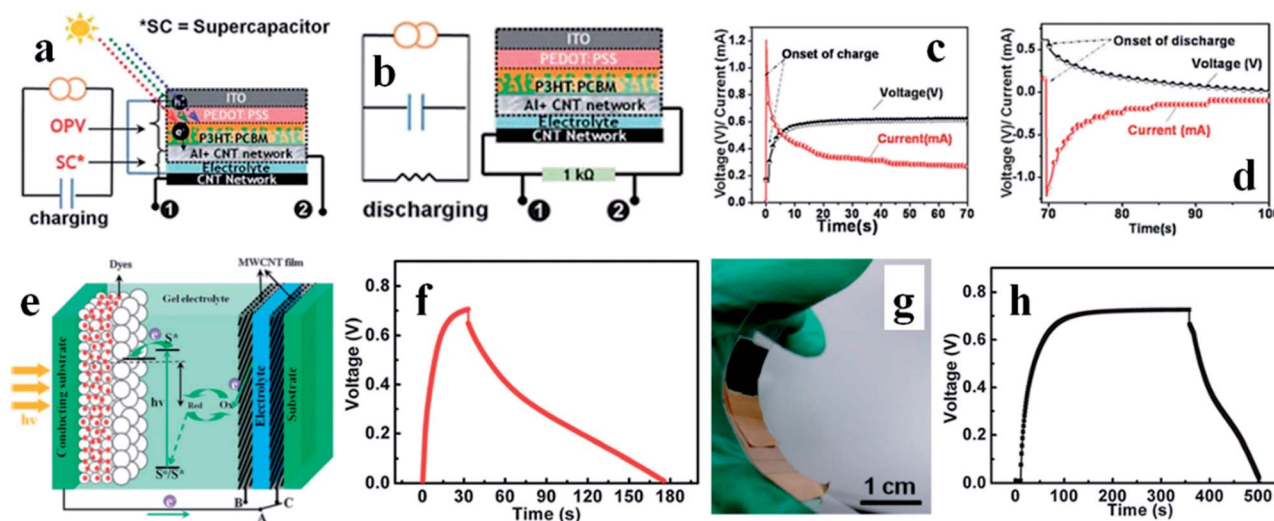 a
*SC = Supercapacitor
OPV
SC*
charging
h+
e-
ITO
PEDOT:PSS
P3HT:PCBM
Al+ CNT network
Electrolyte
CNT Network
1
2
b
discharging
ITO
PEDOT:PSS
P3HT:PCBM
Al+ CNT network
Electrolyte
CNT Network
1 kΩ
1
2
c
Voltage (V)/ Current (mA)
1.2
1.0
0.8
0.6
0.4
0.2
0.0
Onset of charge
Voltage(V)
Current(mA)
0 10 20 30 40 50 60 70
Time(s)
d
Voltage (V)/ Current (mA)
0.5
0.0
-0.5
-1.0
Onset of discharge
Voltage (V)
Current (mA)
70 80 90 100
Time(s)
e
Dyes
MWCNT film
Gel electrolyte
Conducting substrate
hν
e
S*
hν
Red
Ox
e
S°/S⁺
Electrolyte
Substrate
B
C
A
e
f
Voltage (V)
0.8
0.6
0.4
0.2
0.0
0 30 60 90 120 150 180
Time (s)
g
1 cm
h
Voltage (V)
0.8
0.6
0.4
0.2
0.0
0 100 200 300 400 500
Time (s)